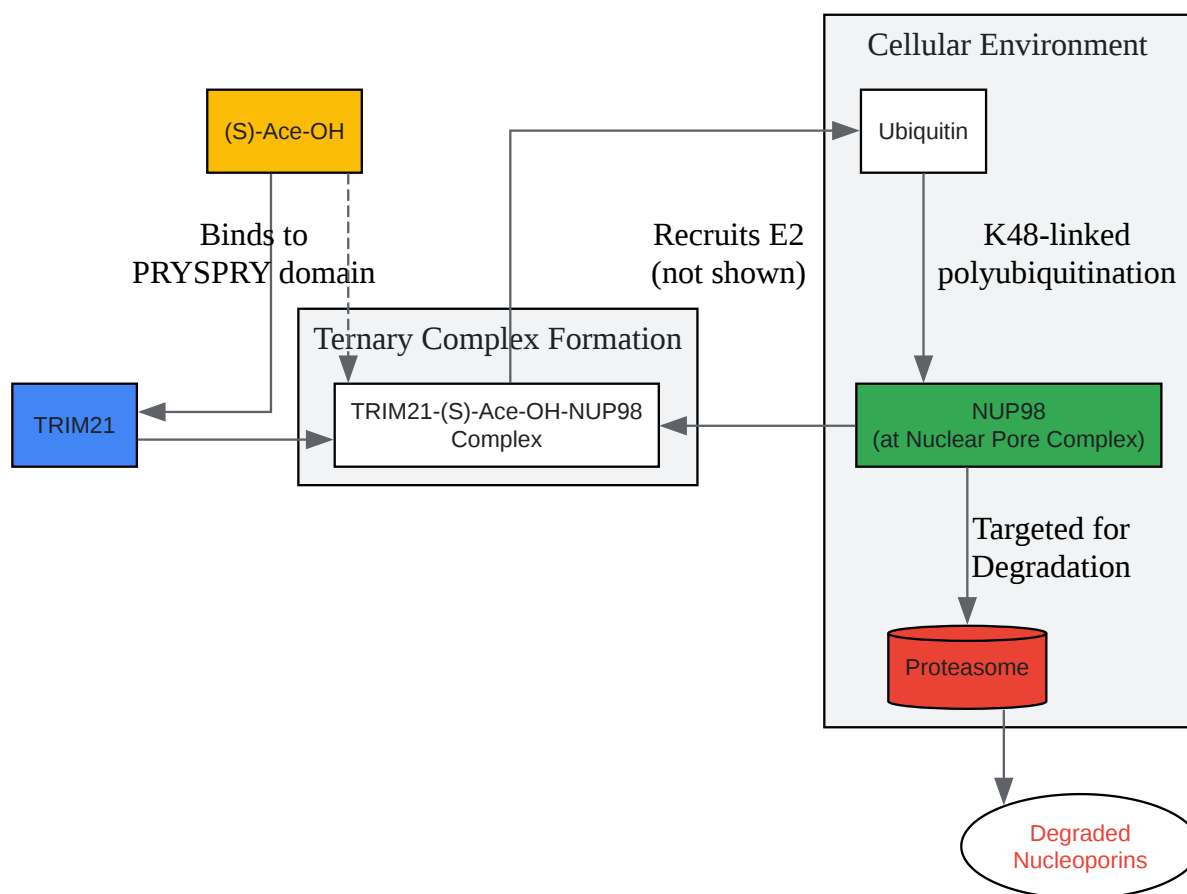 Cellular Environment
(S)-Ace-OH
Ubiquitin
Binds to
PRYSPRY domain
Recruits E2
(not shown)
K48-linked
polyubiquitination
Ternary Complex Formation
TRIM21
TRIM21-(S)-Ace-OH-NUP98
Complex
NUP98
(at Nuclear Pore Complex)
Targeted for
Degradation
Proteasome
Degraded
Nucleoporins